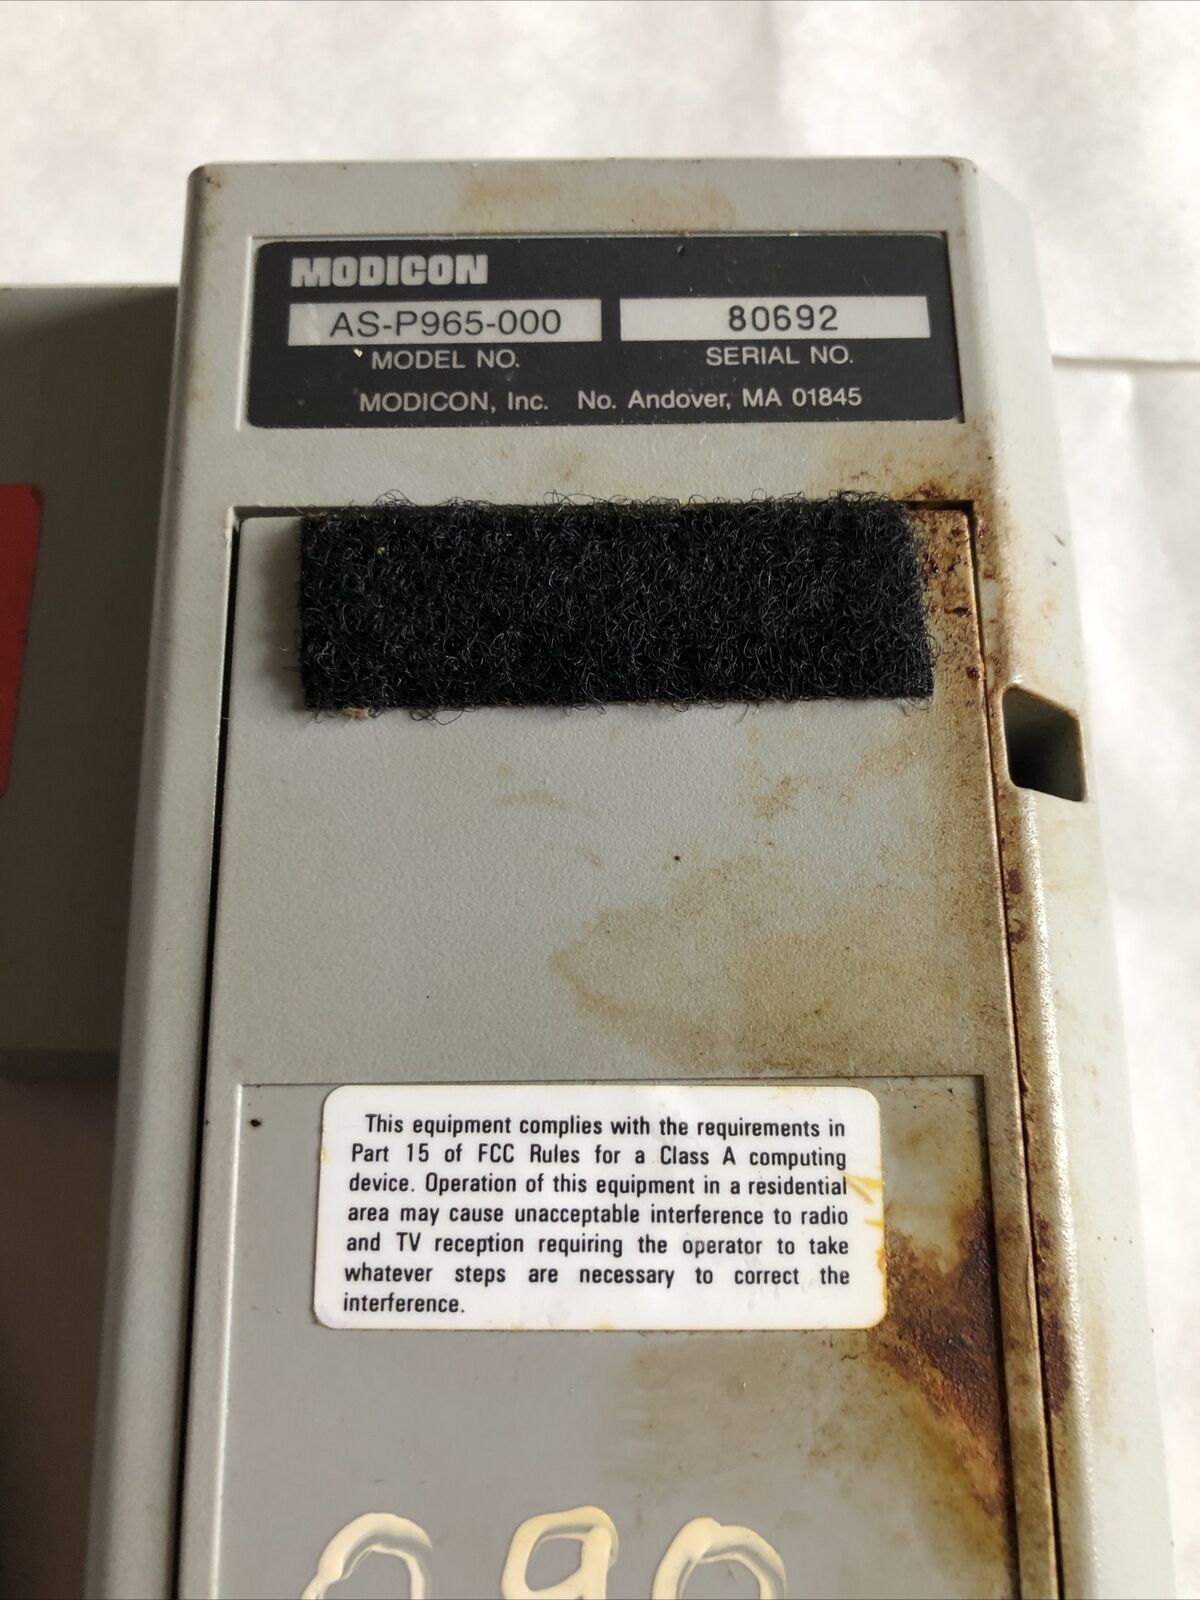 MODICON
AS-P965-000 80692
MODEL NO. SERIAL NO.
MODICON, Inc. No. Andover, MA 01845
This equipment complies with the requirements in
Part 15 of FCC Rules for a Class A computing
device. Operation of this equipment in a residential
area may cause unacceptable interference to radio
and TV reception requiring the operator to take
whatever steps are necessary to correct the
interference.